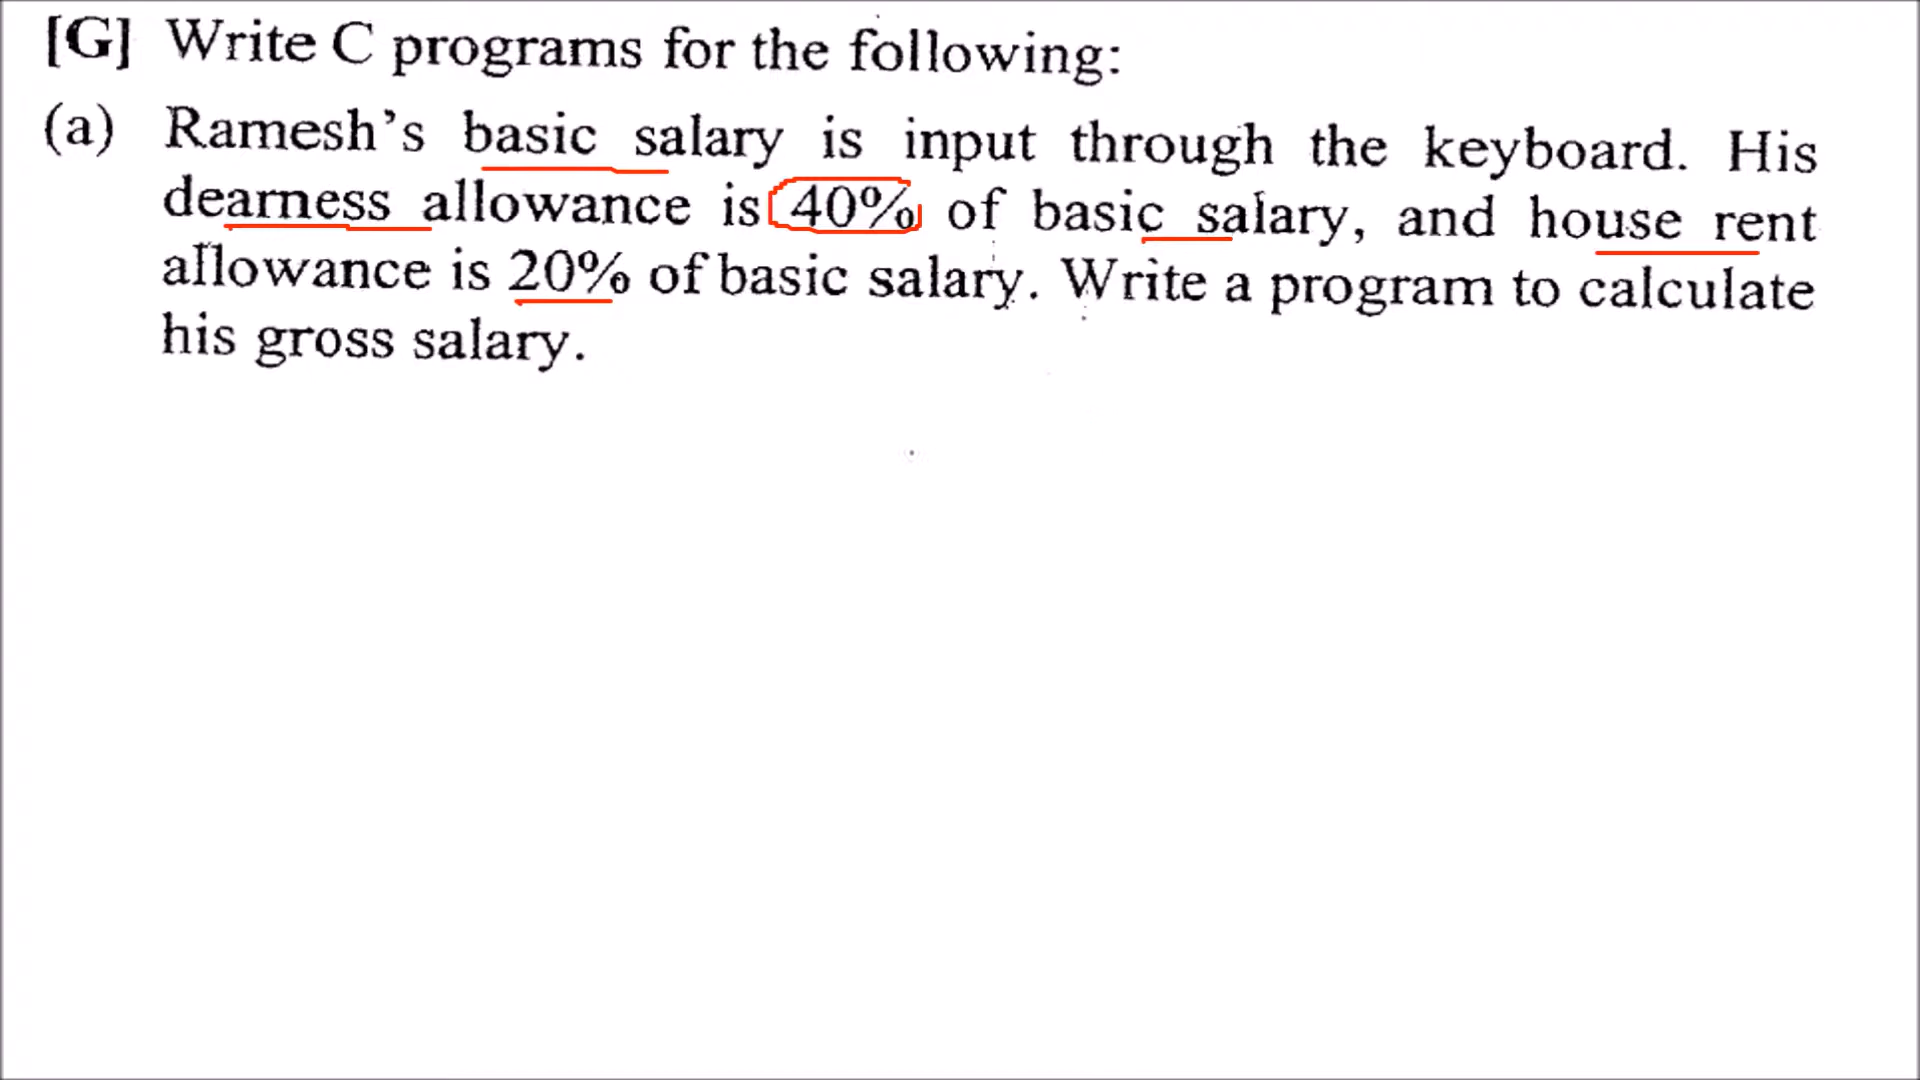 [G] Write C programs for the following:
(a) Ramesh’s basic salary is input through the keyboard. His
dearness allowance is 40% of basic salary, and house rent
allowance is 20% of basic salary. Write a program to calculate
his gross salary.